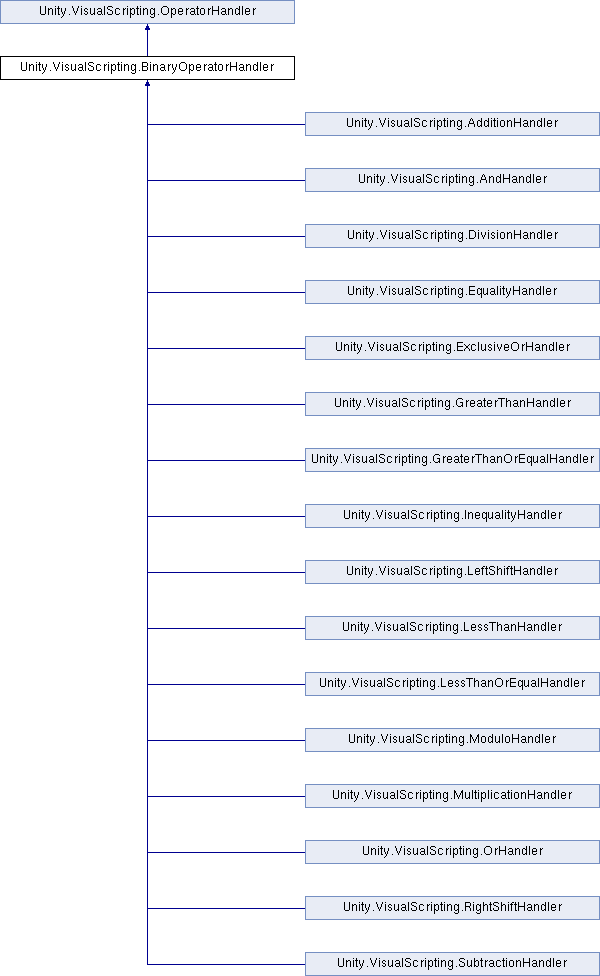 Unity.VisualScripting.OperatorHandler
Unity.VisualScripting.BinaryOperatorHandler
Unity.VisualScripting.AdditionHandler
Unity.VisualScripting.AndHandler
Unity.VisualScripting.DivisionHandler
Unity.VisualScripting.EqualityHandler
Unity.VisualScripting.ExclusiveOrHandler
Unity.VisualScripting.GreaterThanHandler
Unity.VisualScripting.GreaterThanOrEqualHandler
Unity.VisualScripting.InequalityHandler
Unity.VisualScripting.LeftShiftHandler
Unity.VisualScripting.LessThanHandler
Unity.VisualScripting.LessThanOrEqualHandler
Unity.VisualScripting.ModuloHandler
Unity.VisualScripting.MultiplicationHandler
Unity.VisualScripting.OrHandler
Unity.VisualScripting.RightShiftHandler
Unity.VisualScripting.SubtractionHandler